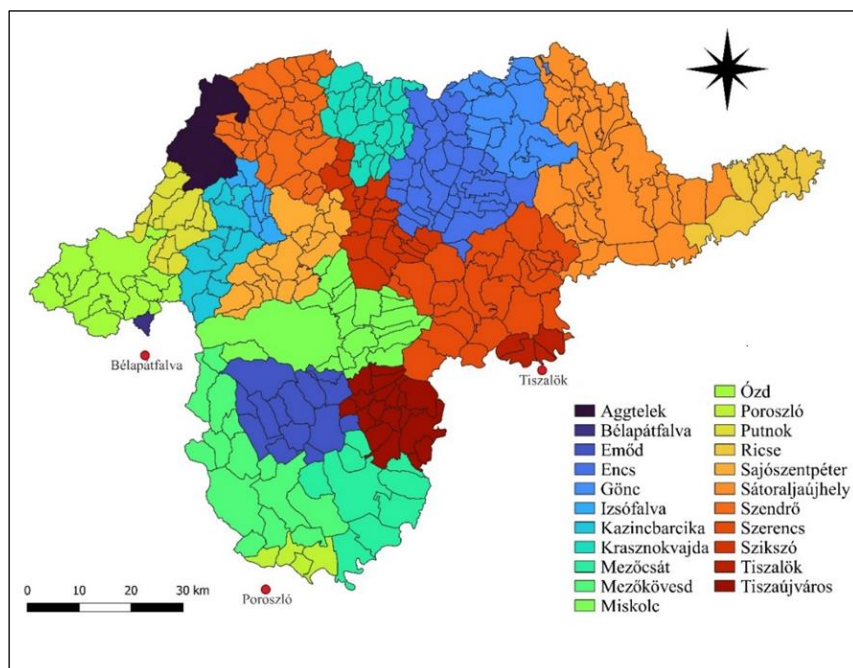 Bélapátfalva
Tiszalök
Poroszló
0 10 20 30 km
Aggtelek
Bélapátfalva
Emőd
Encs
Gönc
Izsófalva
Kazincbarcika
Krasznokvajda
Mezőcsát
Mezőkövesd
Miskolc
Ózd
Poroszló
Putnok
Ricse
Sajószentpéter
Sátoraljaújhely
Szendrő
Szerencs
Szikszó
Tiszalök
Tiszaújváros